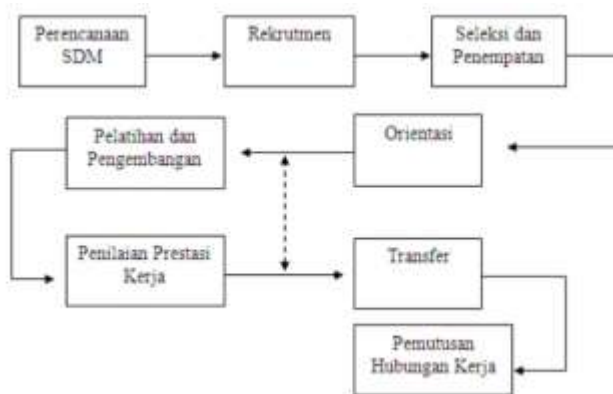 Perencanaan
SDM
Rekrutmen
Seleksi dan
Penempatan
Pelatihan dan
Pengembangan
Orientasi
Penilaian Prestasi
Kerja
Transfer
Pemutusan
Hubungan Kerja